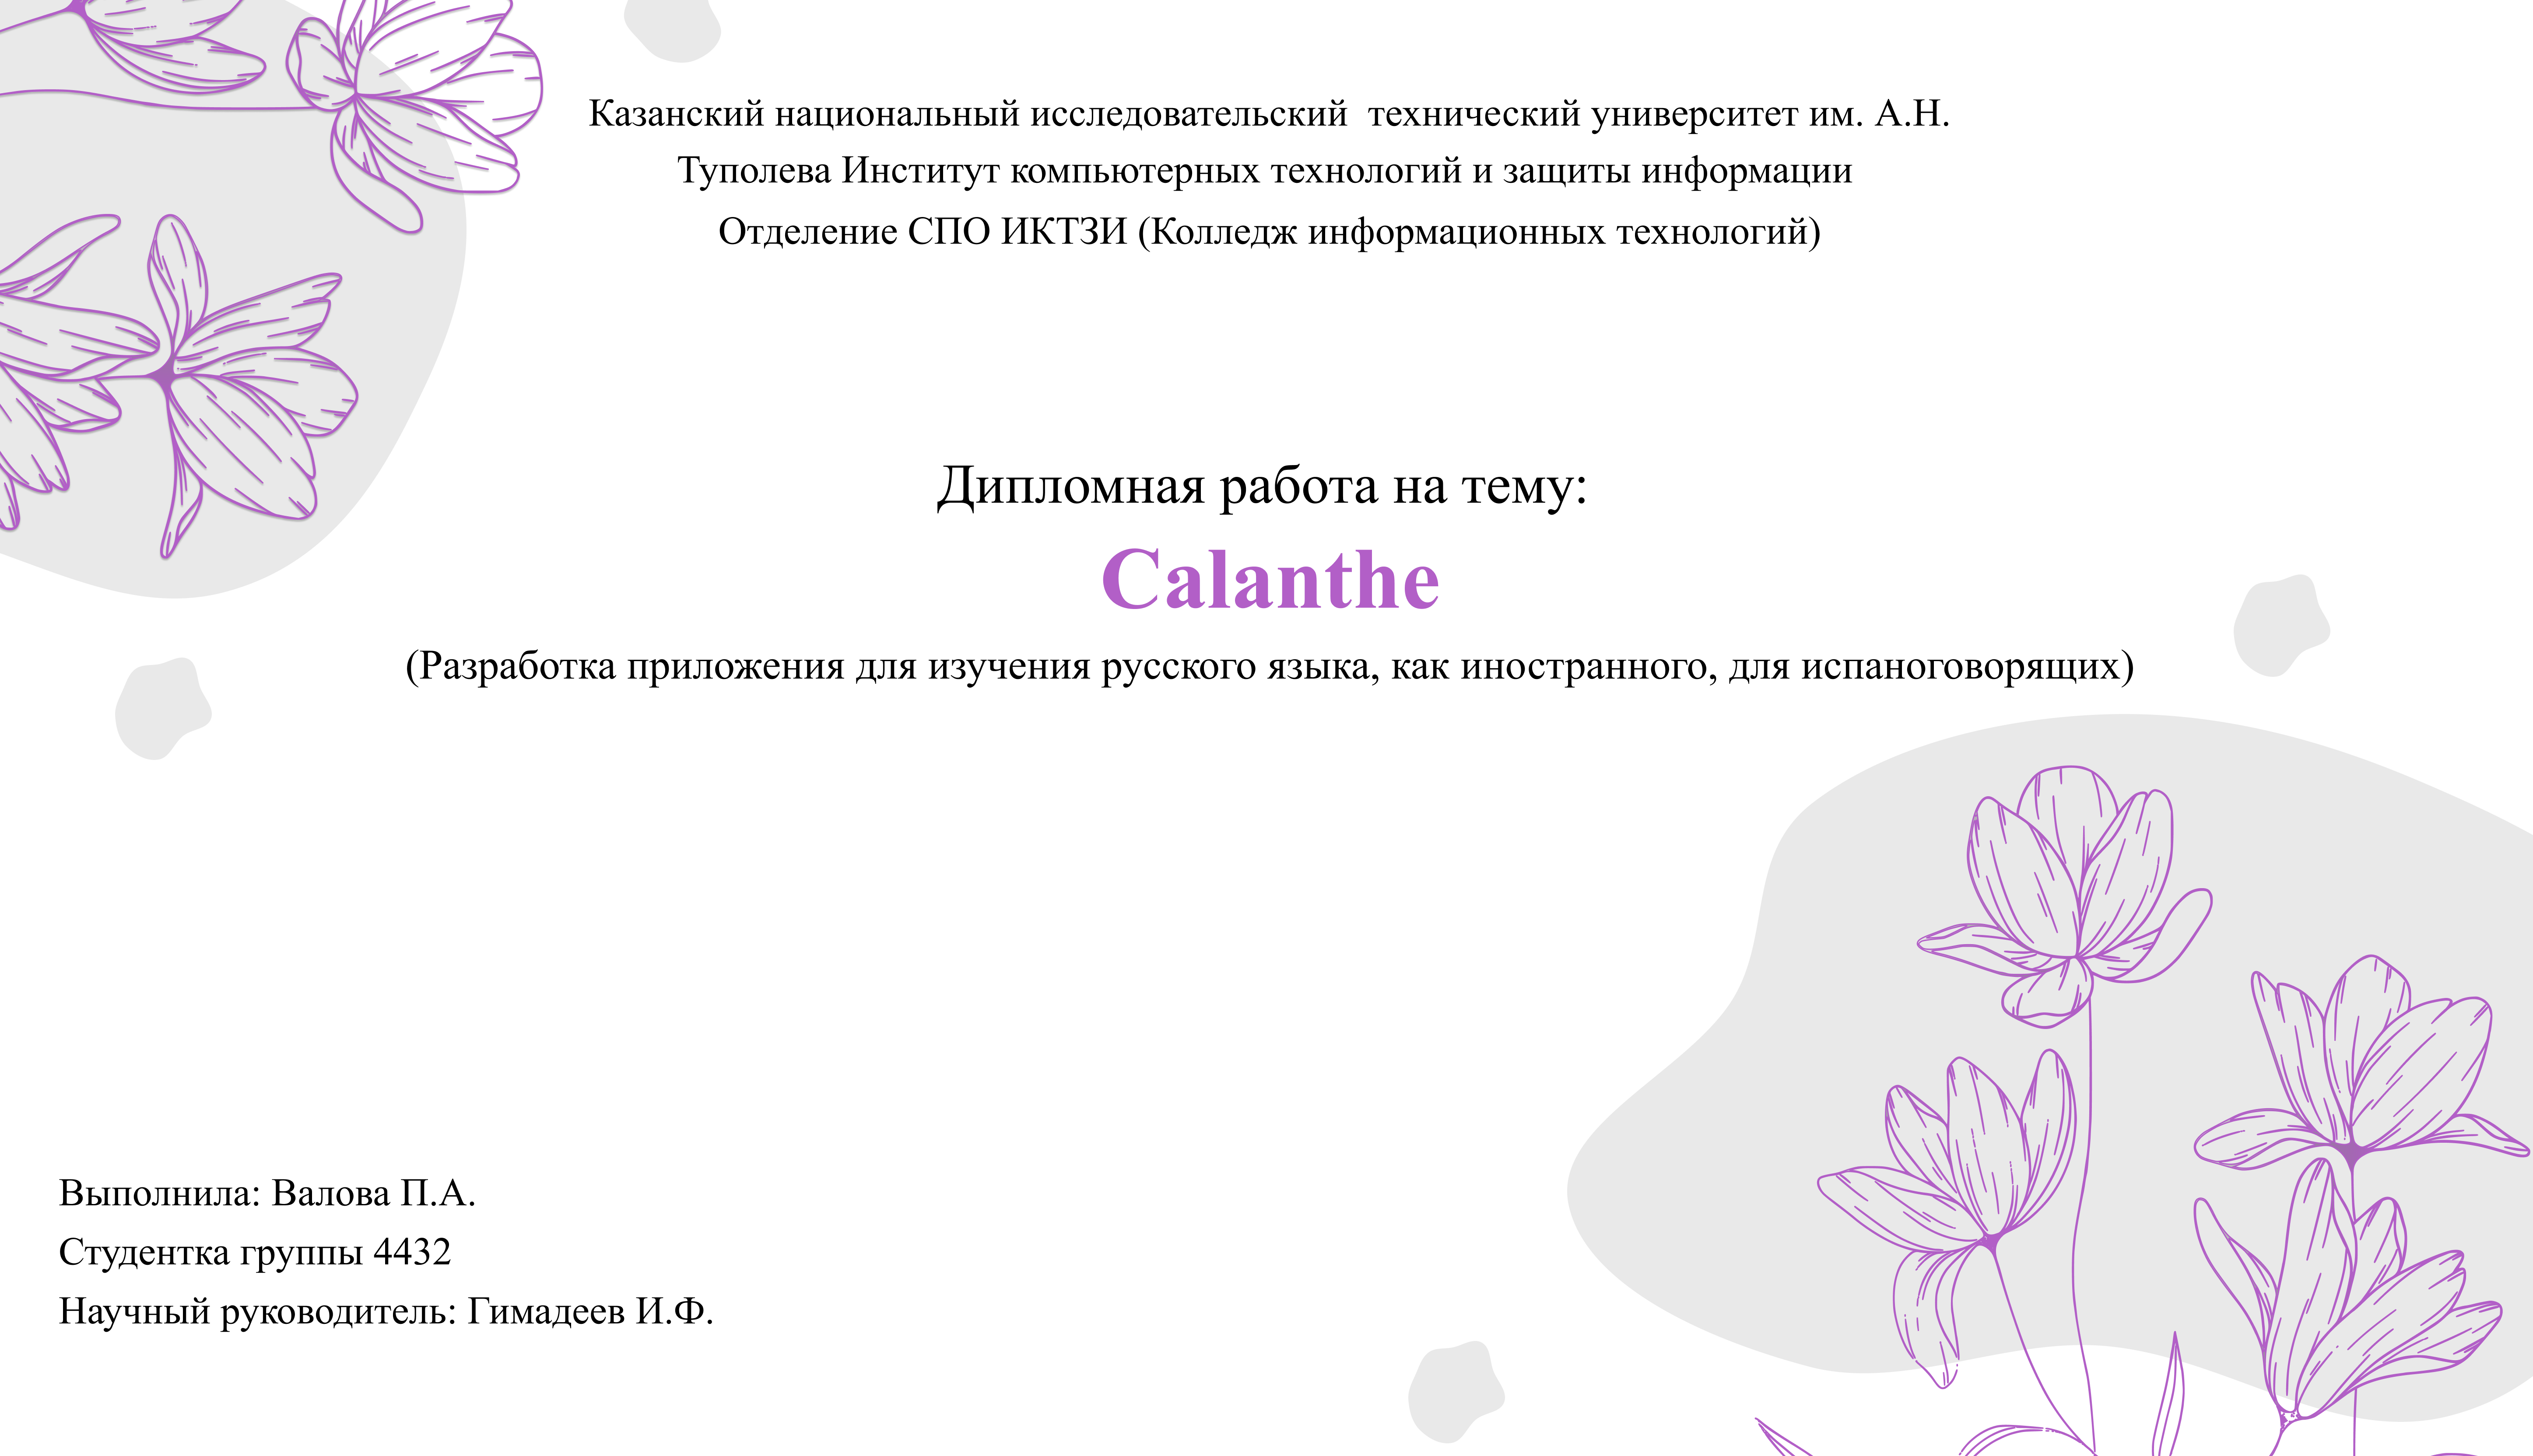 Казанский национальный исследовательский  технический университет им. А.Н.
Туполева Институт компьютерных технологий и защиты информации
Отделение СПО ИКТЗИ (Колледж информационных технологий)
Дипломная работа на тему:
Calanthe
(Разработка приложения для изучения русского языка, как иностранного, для испаноговорящих)
Выполнила: Валова П.А.
Студентка группы 4432
Научный руководитель: Гимадеев И.Ф.